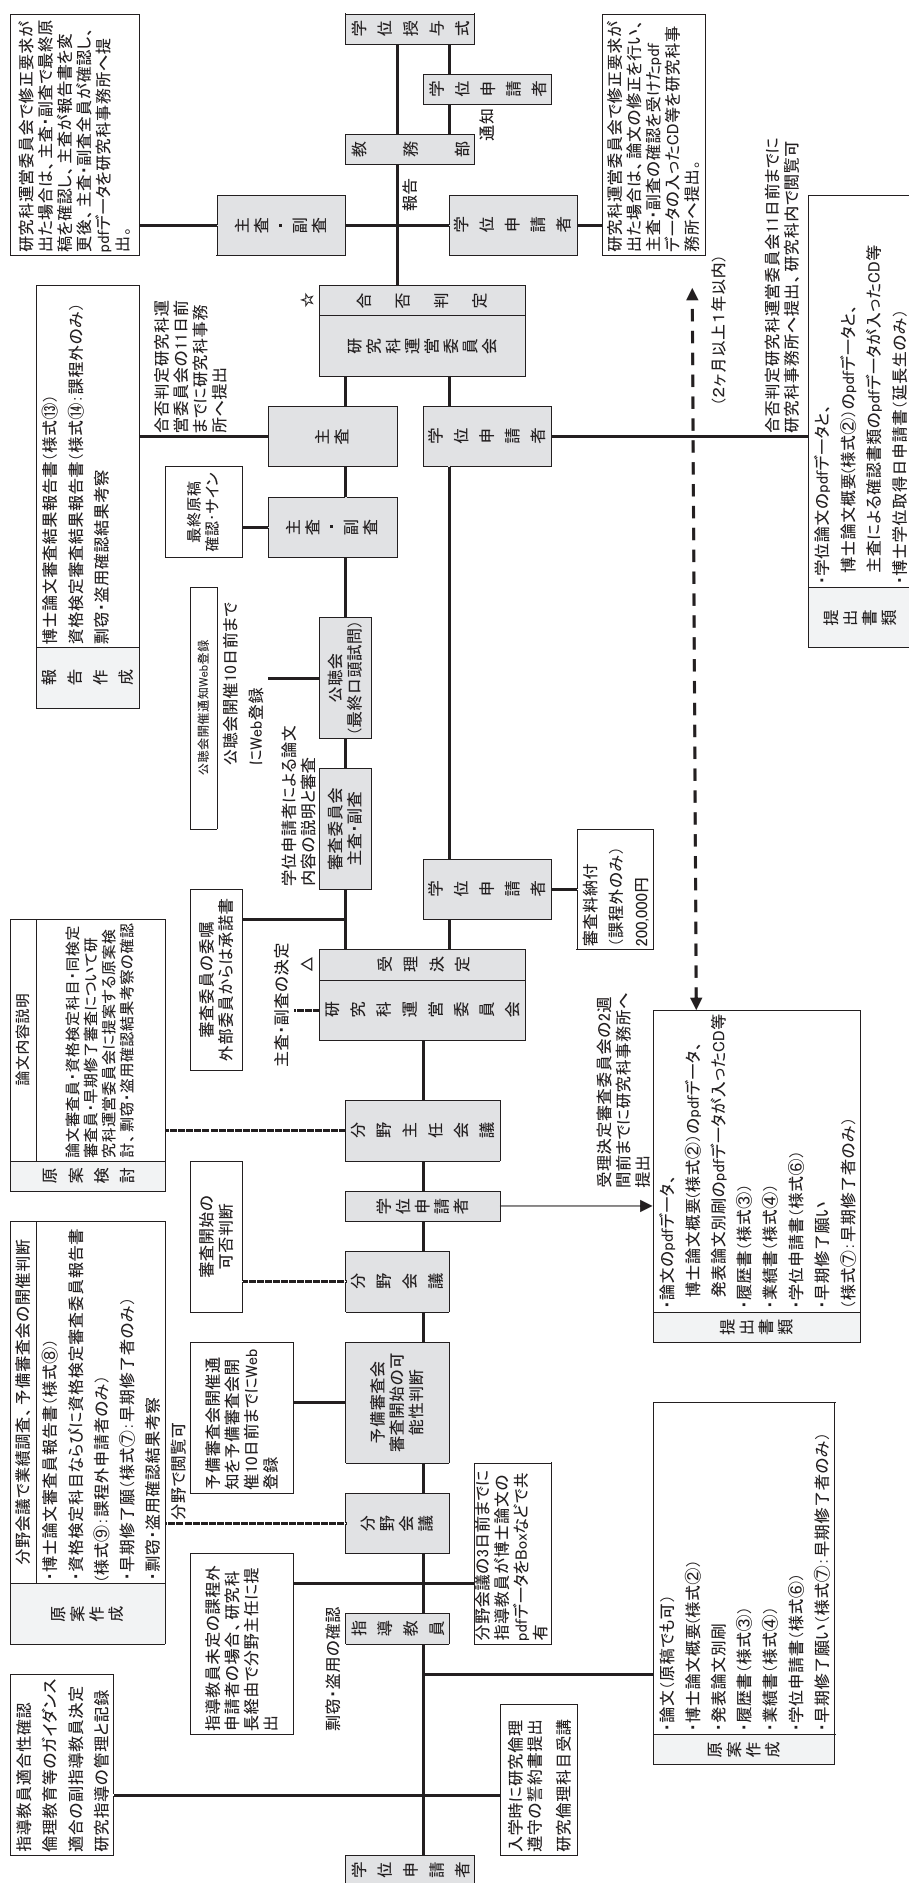 学位申請者
指導教員適合性確認
倫理教育等のガイダンス
適合の副指導教員決定
研究指導の管理と記録
入学時に研究倫理
遵守の誓約書提出
研究倫理科目受講
原案作成
・論文(原稿でも可)
・博士論文概要(様式②)
・発表論文別刷
・履歴書(様式③)
・業績書(様式④)
・学位申請書(様式⑥)
・早期修了願い(様式⑦:早期修了者のみ)
剽窃・盗用の確認
指導教員
指導教員未定の課程外
申請者の場合、研究科
長経由で分野主任に提
出
分野会議の3日前までに
指導教員が博士論文の
pdfデータをBoxなどで共
有
分野会議
原案作成
分野会議で業績調査、予備審査会の開催判断
・博士論文審査員報告書(様式⑧)
・資格検定科目ならびに資格検定審査委員報告書
(様式⑨:課程外申請者のみ)
・早期修了願(様式⑦:早期修了者のみ)
・剽窃・盗用確認結果考察
分野で閲覧可
予備審査会
審査開始の可
能性判断
予備審査会開催通
知を予備審査会開
催10日前までにWeb
登録
分野会議
審査開始の
可否判断
学位申請者
受理決定審査委員会の2週
間前までに研究科事務所へ
提出
提出書類
・論文のpdfデータ、
博士論文概要(様式②)のpdfデータ、
発表論文別刷のpdfデータが入ったCD等
・履歴書(様式③)
・業績書(様式④)
・学位申請書(様式⑥)
・早期修了願い
(様式⑦:早期修了者のみ)
分野主任会議
原案検討
論文内容説明
論文審査員・資格検定科目・同検定
審査員・早期修了審査について研
究科運営委員会に提案する原案検
討、剽窃・盗用確認結果考察の確認
研究科運営委員会
受理決定
△
主査・副査の決定
審査委員の委嘱
外部委員からは承諾書
学位申請者
審査料納付
(課程外のみ)
200,000円
審査委員会
主査・副査
学位申請者による論文
内容の説明と審査
公聴会
(最終口頭試問)
公聴会開催通知Web登録
公聴会開催10日前まで
にWeb登録
主査・副査
最終原稿
確認・サイン
主査
合否判定研究科運
営委員会の11日前
までに研究科事務
所へ提出
報告作成
博士論文審査結果報告書(様式⑬)
資格検定審査結果報告書(様式⑭:課程外のみ)
剽窃・盗用確認結果考察
学位申請者
合否判定研究科運営委員会11日前までに
研究科事務所へ提出、研究科内で閲覧可
提出書類
・学位論文のpdfデータと、
博士論文概要(様式②)のpdfデータと、
主査による確認書類のpdfデータが入ったCD等
・博士学位取得日申請書(延長生のみ)
(2ヶ月以上1年以内)
研究科運営委員会
合否判定
☆
主査・副査
研究科運営委員会で修正要求が
出た場合は、主査・副査で最終原
稿を確認し、主査が報告書を変
更後、主査・副査全員が確認し、
pdfデータを研究科事務所へ提
出。
学位申請者
研究科運営委員会で修正要求が
出た場合は、論文の修正を行い、
主査・副査の確認を受けたpdf
データの入ったCD等を研究科事
務所へ提出。
報告
教務部
通知
学位申請者
学位授与式